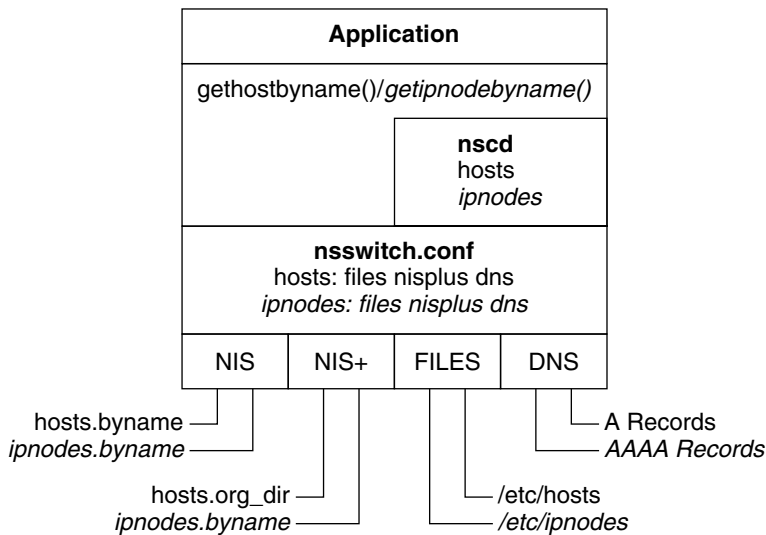 Application
gethostbyname()/getipnodebyname()
nscd
hosts
ipnodes
nsswitch.conf
hosts: files nisplus dns
ipnodes: files nisplus dns
NIS NIS+ FILES DNS
hosts.byname A Records
ipnodes.byname AAAA Records
hosts.org_dir /etc/hosts
ipnodes.byname /etc/ipnodes